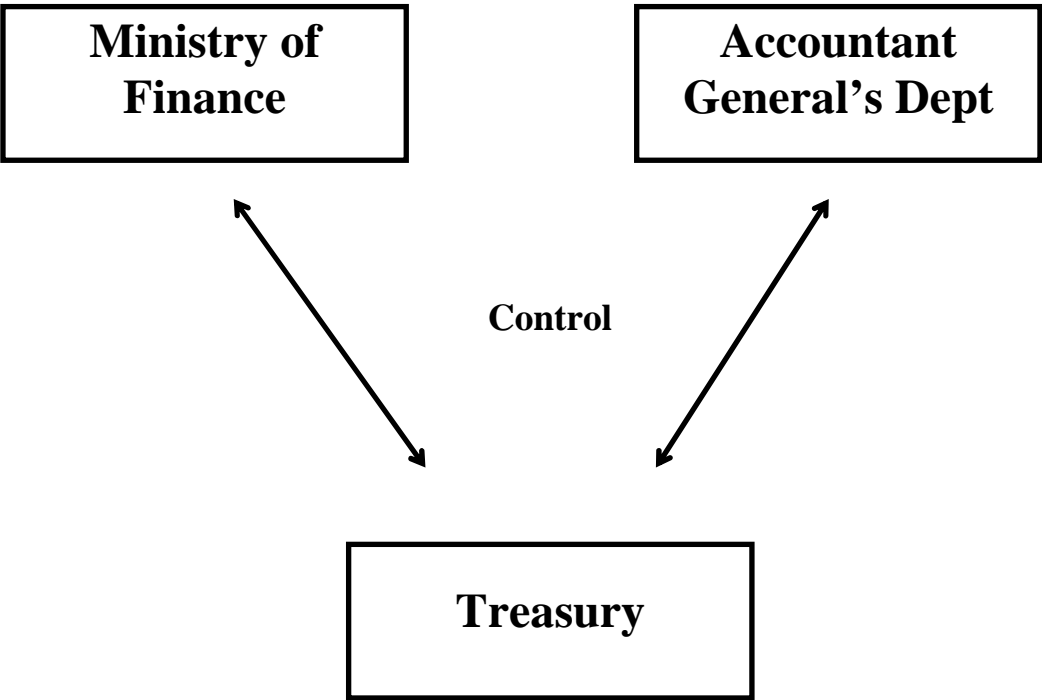 Ministry of
Finance
Accountant
General’s Dept
Control
Treasury